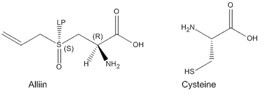 LP
O
(R)
S
(S)
OH
O
H
NH₂
Alliin
O
H₂N
OH
HS
Cysteine